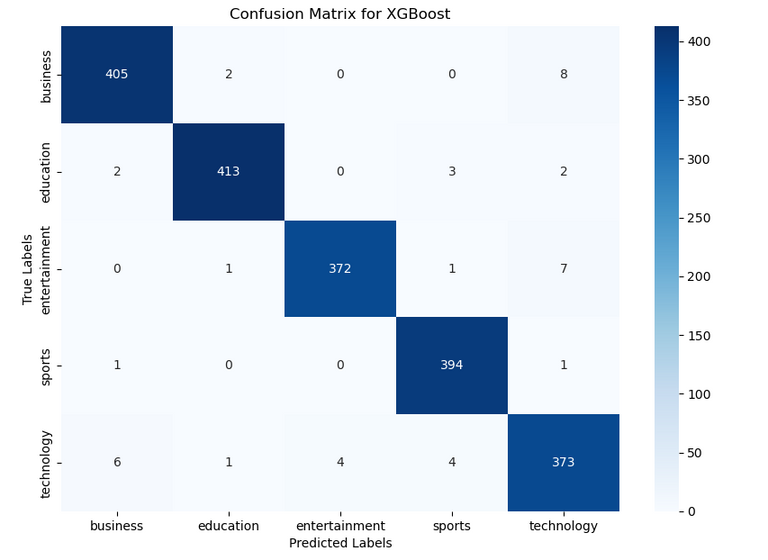 Confusion Matrix for XGBoost
True Labels
business
405 2 0 0 8
education
2 413 0 3 2
entertainment
0 1 372 1 7
sports
1 0 0 394 1
technology
6 1 4 4 373
business education entertainment sports technology
Predicted Labels
400
350
300
250
200
150
100
50
0